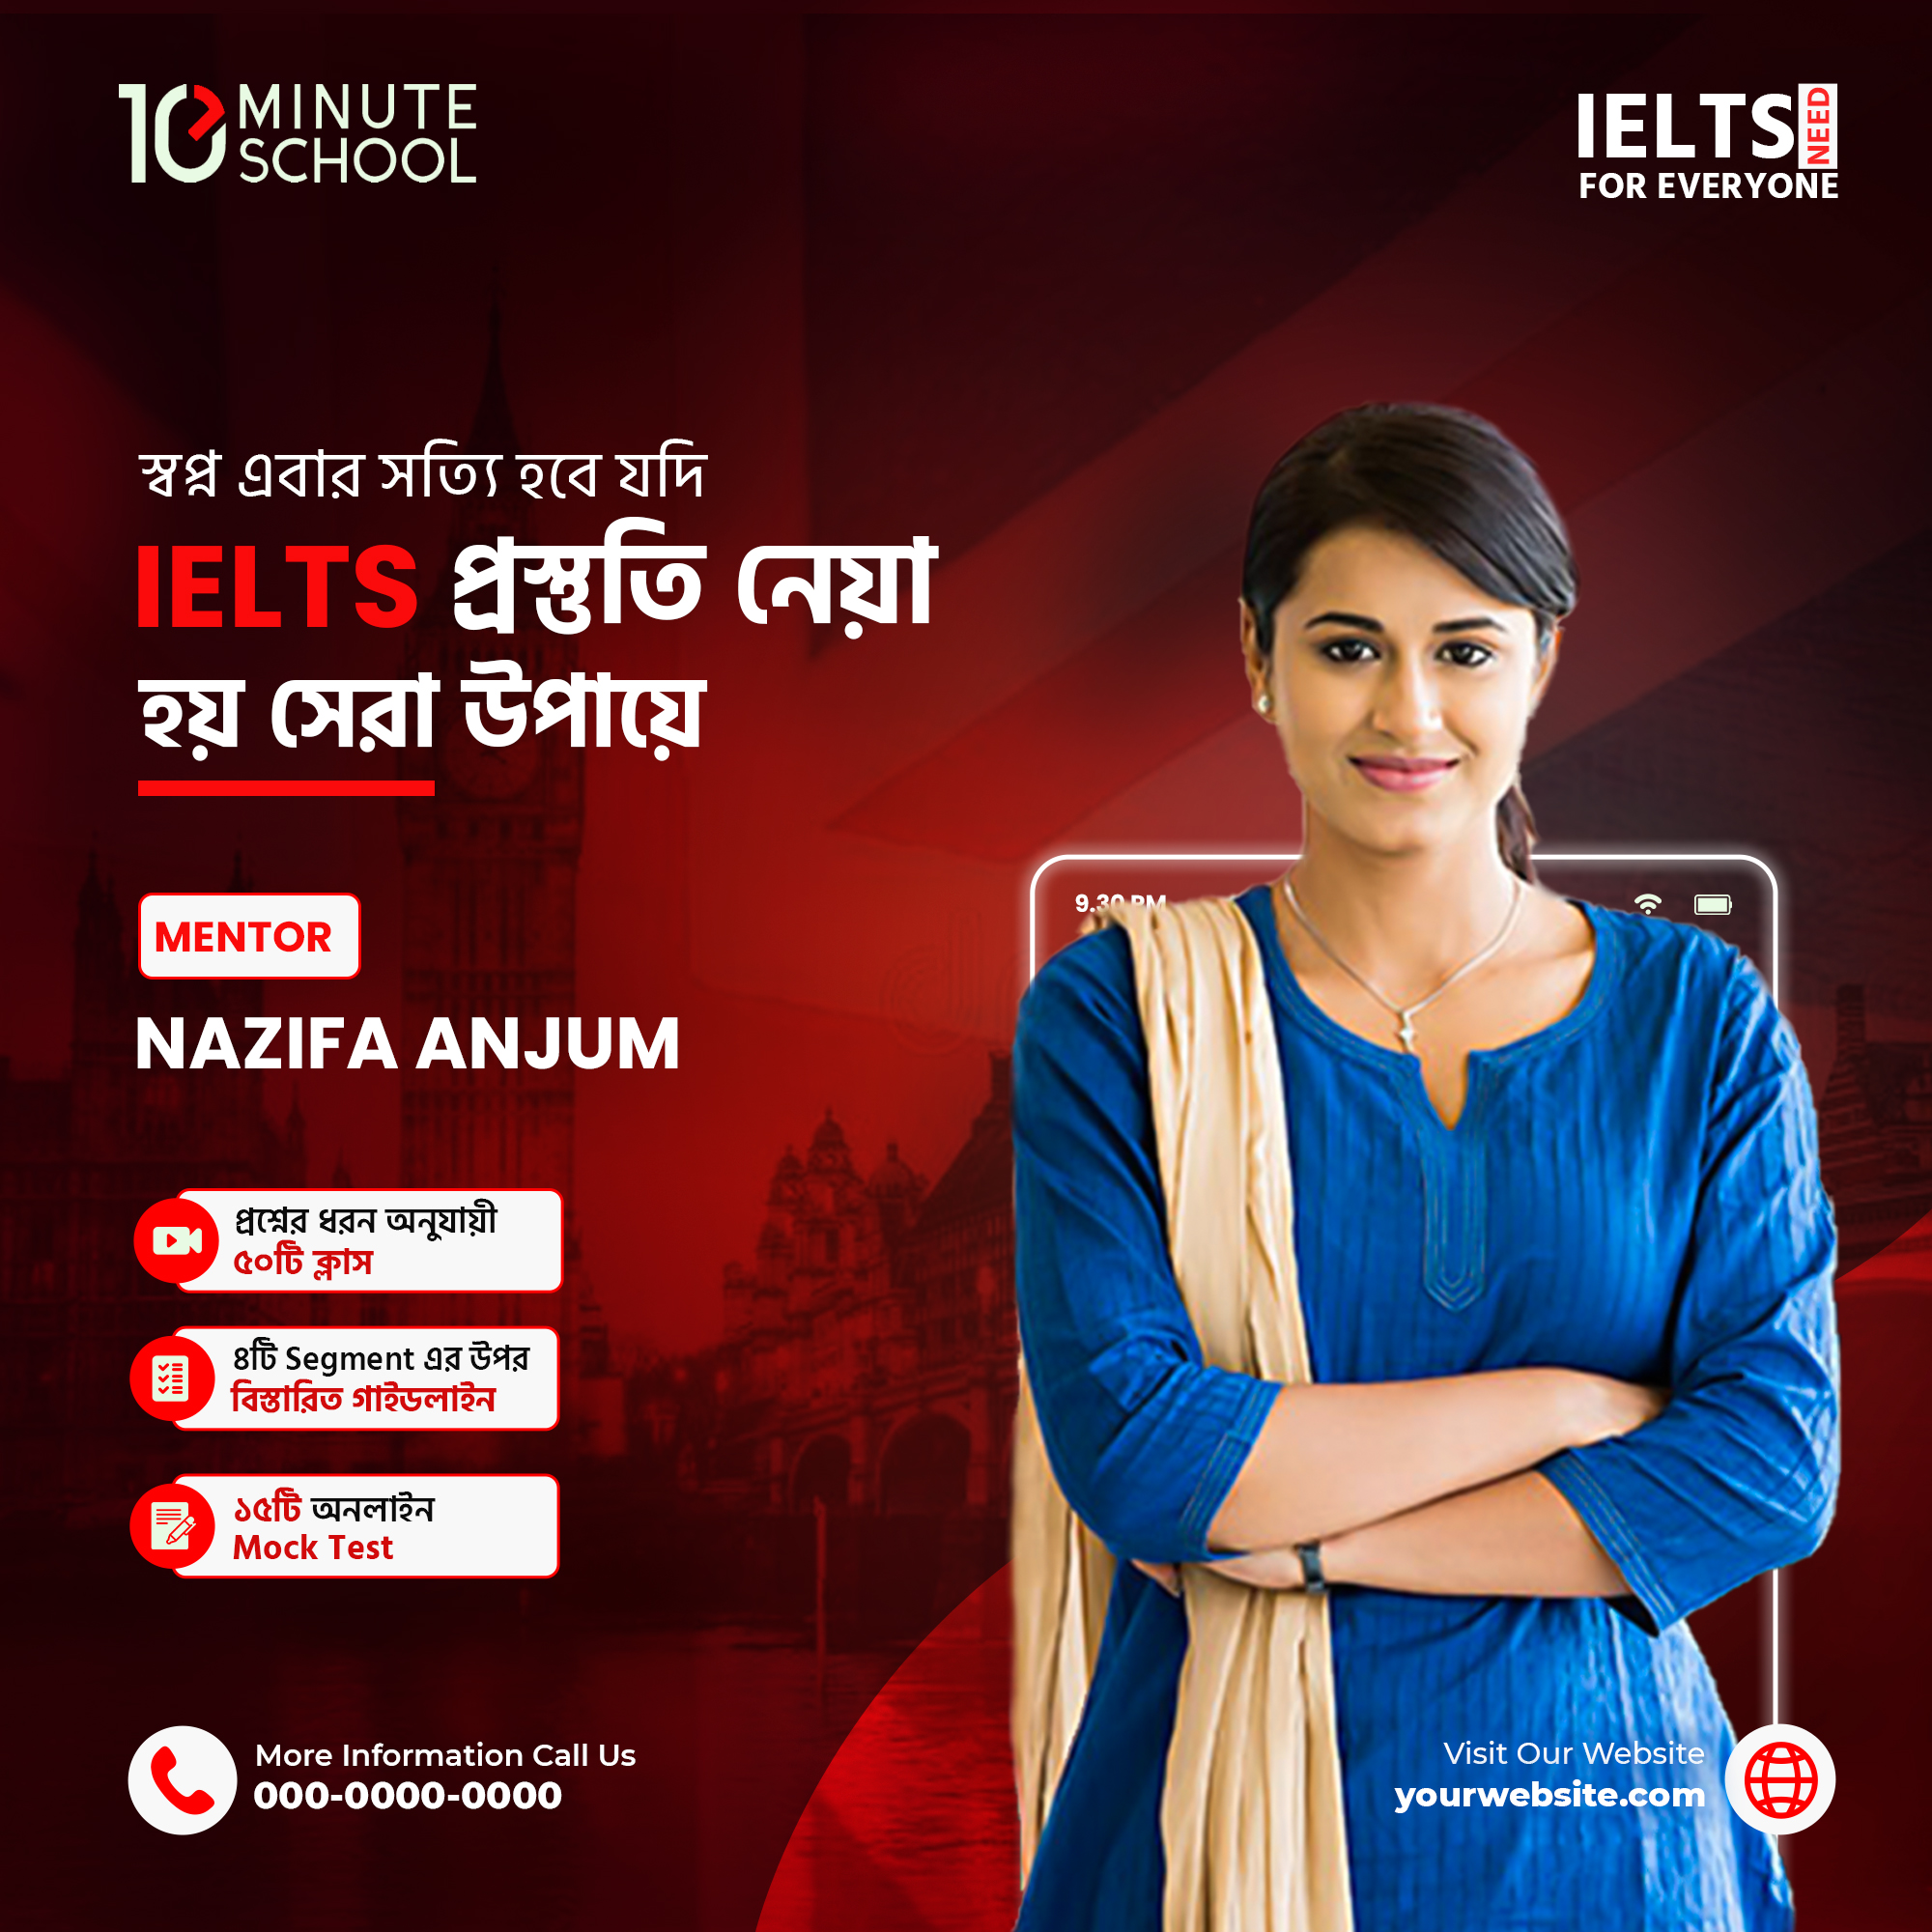 10 MINUTE SCHOOL
IELTS NEED
FOR EVERYONE
স্বপ্ন এবার সত্যি হবে যদি
IELTS প্রস্তুতি নেয়া
হয় সেরা উপায়ে
MENTOR
NAZIFA ANJUM
9.30 PM
প্রশ্নের ধরন অনুযায়ী
৫০টি ক্লাস
৪টি Segment এর উপর
বিস্তারিত গাইডলাইন
১৫টি অনলাইন
Mock Test
More Information Call Us
000-0000-0000
Visit Our Website
yourwebsite.com